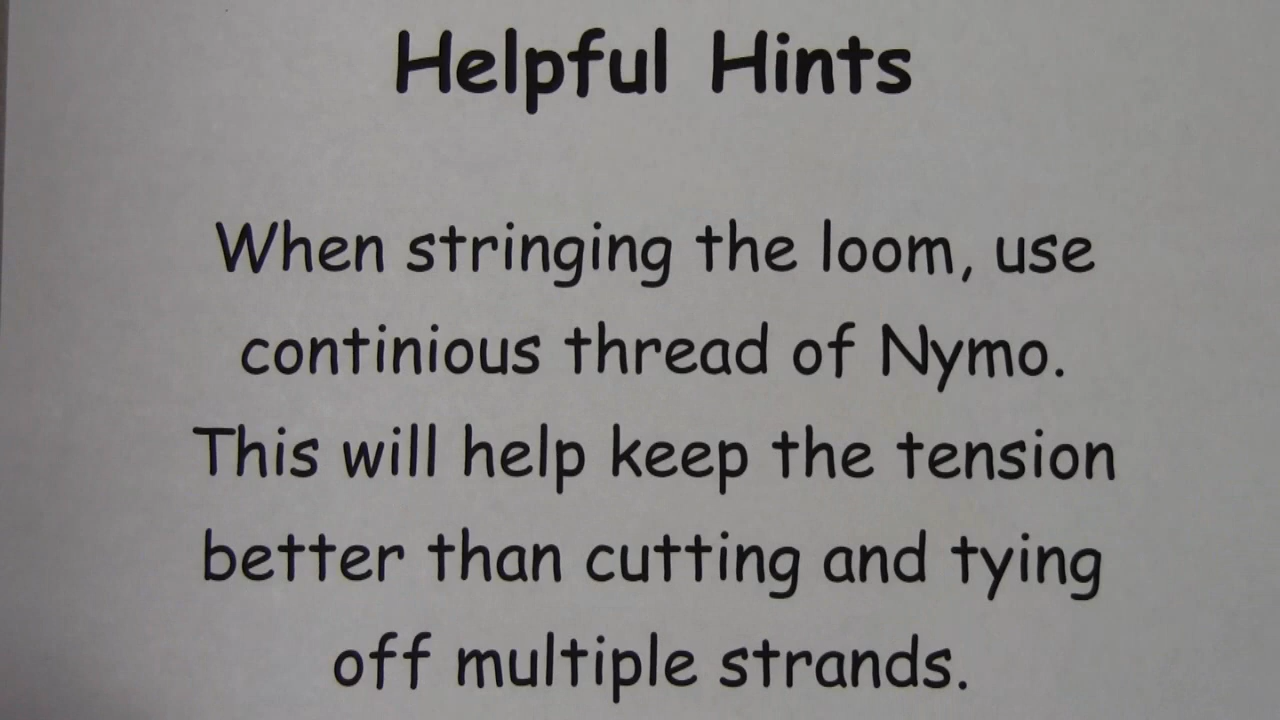 Helpful Hints
When stringing the loom, use
continious thread of Nymo.
This will help keep the tension
better than cutting and tying
off multiple strands.